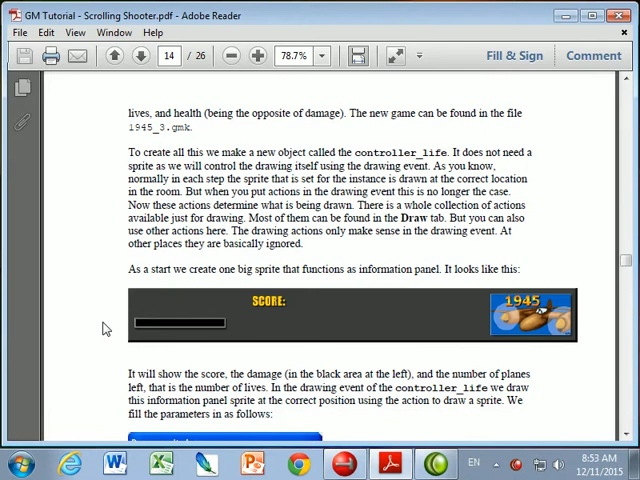 GM Tutorial - Scrolling Shooter.pdf - Adobe Reader
File Edit View Window Help
14 / 26 78.7% Fill & Sign Comment
lives, and health (being the opposite of damage). The new game can be found in the file
1945_3.gmk.
To create all this we make a new object called the controller_life. It does not need a
sprite as we will control the drawing itself using the drawing event. As you know,
normally in each step the sprite that is set for the instance is drawn at the correct location
in the room. But when you put actions in the drawing event this is no longer the case.
Now these actions determine what is being drawn. There is a whole collection of actions
available just for drawing. Most of them can be found in the Draw tab. But you can also
use other actions here. The drawing actions only make sense in the drawing event. At
other places they are basically ignored.
As a start we create one big sprite that functions as information panel. It looks like this:
SCORE:
1945
It will show the score, the damage (in the black area at the left), and the number of planes
left, that is the number of lives. In the drawing event of the controller_life we draw
this information panel sprite at the correct position using the action to draw a sprite. We
fill the parameters in as follows:
EN 8:53 AM
12/11/2015